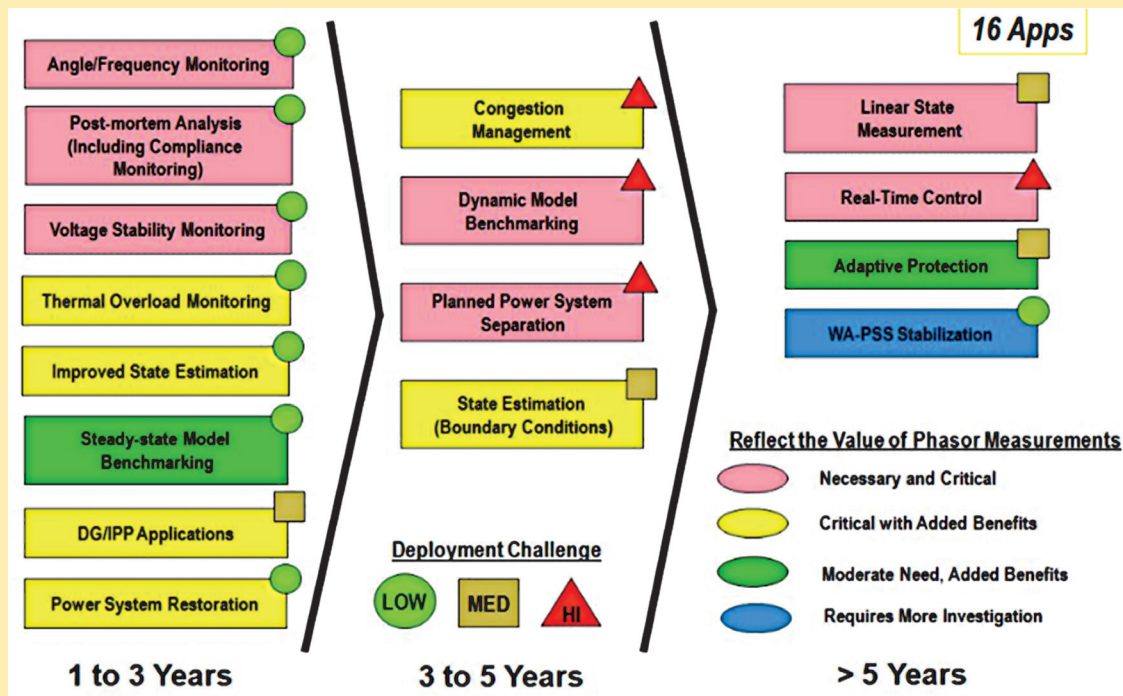 16 Apps
Angle/Frequency Monitoring
Post-mortem Analysis
(Including Compliance
Monitoring)
Voltage Stability Monitoring
Thermal Overload Monitoring
Improved State Estimation
Steady-state Model
Benchmarking
DG/IPP Applications
Power System Restoration
1 to 3 Years
Congestion
Management
Dynamic Model
Benchmarking
Planned Power System
Separation
State Estimation
(Boundary Conditions)
Deployment Challenge
LOW
MED
HI
3 to 5 Years
Linear State
Measurement
Real-Time Control
Adaptive Protection
WA-PSS Stabilization
Reflect the Value of Phasor Measurements
Necessary and Critical
Critical with Added Benefits
Moderate Need, Added Benefits
Requires More Investigation
> 5 Years